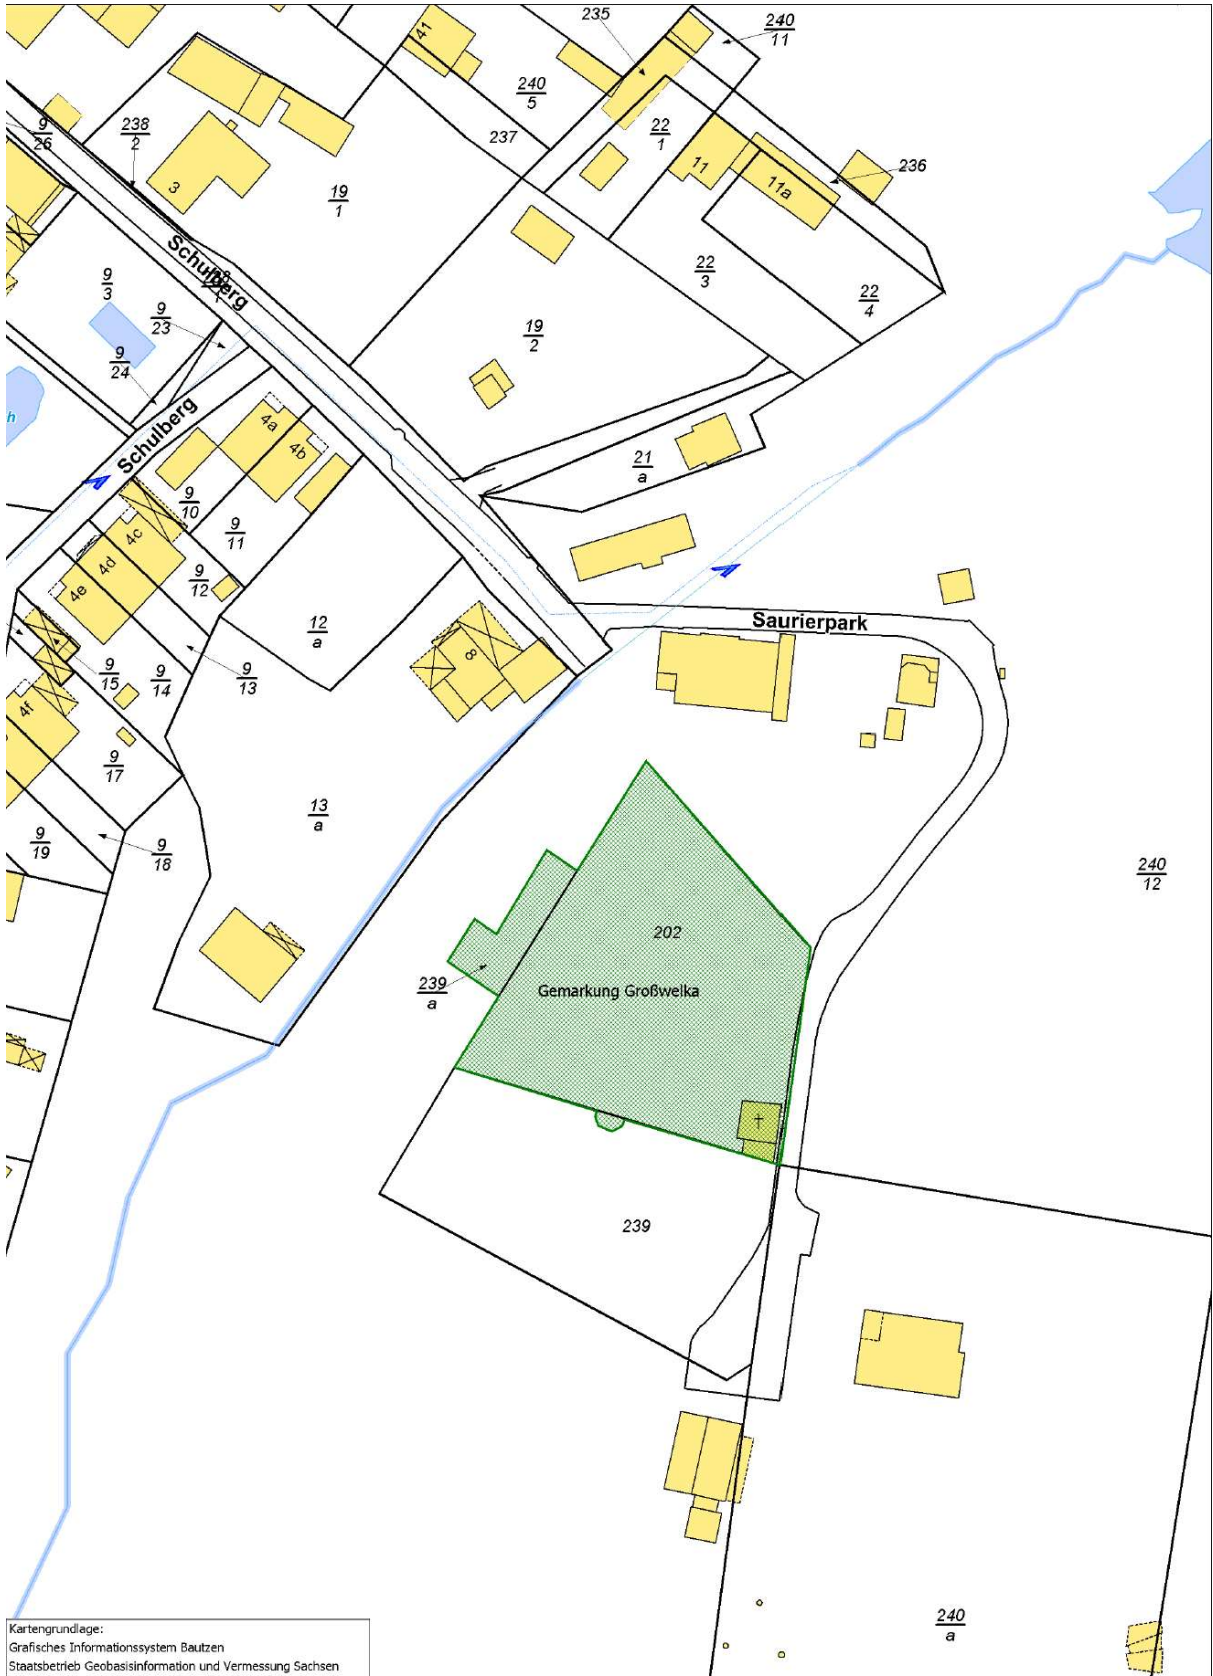 235
240
11
41
240
5
237
9
26
238
2
22
1
3
19
1
11
11a
236
Schulberg
9
3
9
23
22
3
22
4
19
2
9
24
h
Schulberg
4a
4b
21
a
9
10
9
11
4c
4d
4e
9
12
12
a
Saurierpark
8
9
15
9
14
9
13
4f
9
17
13
a
9
19
9
18
240
12
202
239
a
Gemarkung Großwelka
239
240
a
Kartengrundlage:
Grafisches Informationssystem Bautzen
Staatsbetrieb Geobasisinformation und Vermessung Sachsen